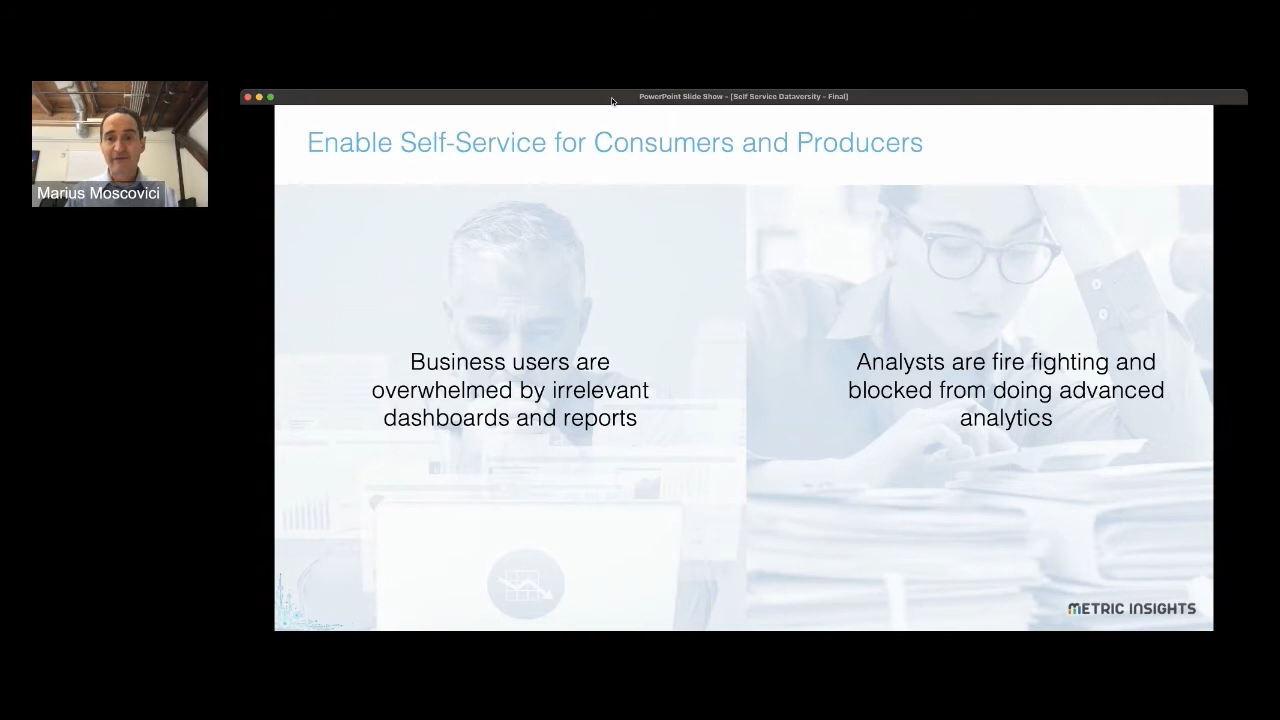 PowerPoint Slide Show - [Self Service Dataversity - Final]
Marius Moscovici
Enable Self-Service for Consumers and Producers
Business users are
overwhelmed by irrelevant
dashboards and reports
Analysts are fire fighting and
blocked from doing advanced
analytics
METRIC INSIGHTS